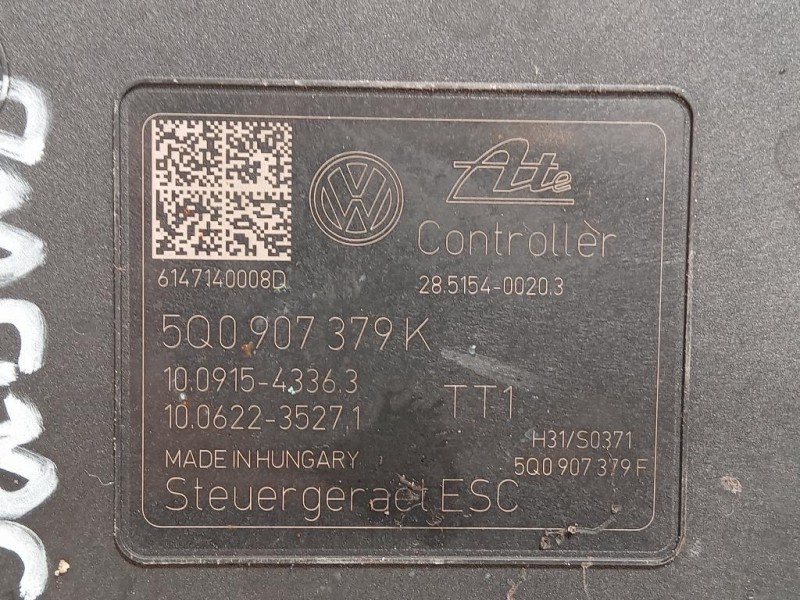 Ate
Controller
6147140008D
28.5154-0020.3
5Q0 907 379 K
10.0915-4336.3
TT1
10.0622-3527.1
H31/S0371
MADE IN HUNGARY
5Q0 907 379 F
Steuergeraet ESC